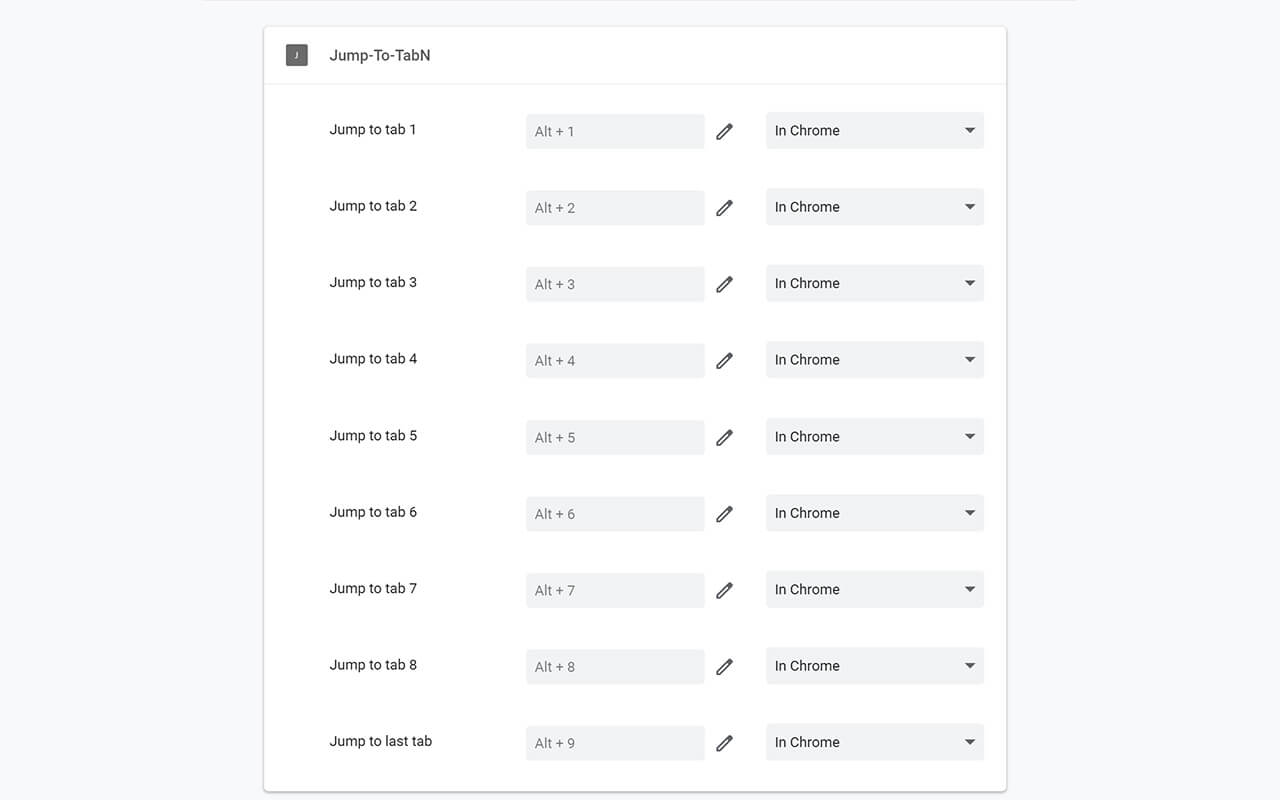 J Jump-To-TabN
Jump to tab 1 Alt + 1 In Chrome
Jump to tab 2 Alt + 2 In Chrome
Jump to tab 3 Alt + 3 In Chrome
Jump to tab 4 Alt + 4 In Chrome
Jump to tab 5 Alt + 5 In Chrome
Jump to tab 6 Alt + 6 In Chrome
Jump to tab 7 Alt + 7 In Chrome
Jump to tab 8 Alt + 8 In Chrome
Jump to last tab Alt + 9 In Chrome